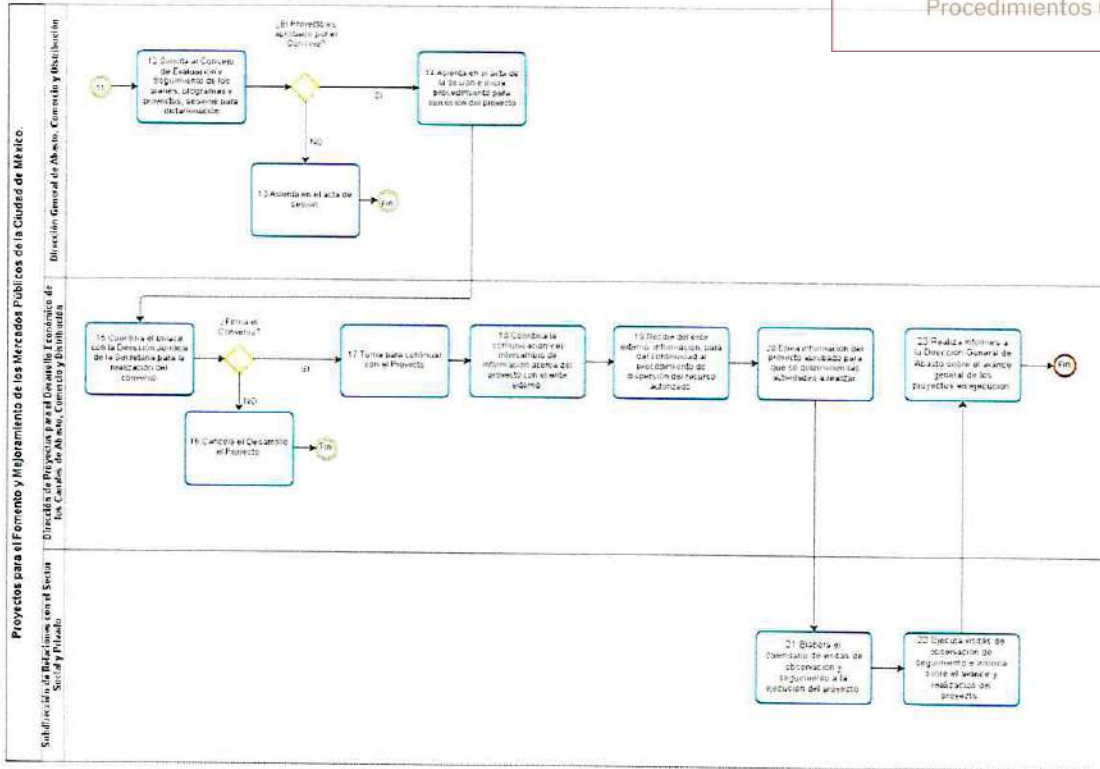 Procedimientos
Proyectos para el Fomento y Mejoramiento de los Mercados Públicos de la Ciudad de México.
Dirección General de Abasto, Comercio y Distribución
11
12 Solicita al Consejo
de Evaluación y
Seguimiento de los
planes, programas y
proyectos, sesione para
dictaminación
¿El Proyecto es
aprobado por el
NO
SI
13 Asienta en el acta de
sesión
Fin
14 Asienta en el acta de
la sesión e inicia
procedimiento para
ejecución del proyecto
Dirección de Proyectos para el Desarrollo Económico de
los Canales de Abasto, Comercio y Distribución
15 Coordina el enlace
con la Dirección Jurídica
de la Secretaría para la
realización del
convenio
¿Firma el
Convenio?
NO
SI
16 Cancela el Desarrollo
el Proyecto
Fin
17 Turna para continuar
con el Proyecto
18 Coordina la
comunicación e
intercambio de
información acerca del
proyecto con el ente
externo
19 Recibe del ente
externo información, para
dar continuidad al
procedimiento de
dispersión del recurso
autorizado
20 Envía información del
proyecto aprobado para
que se determinen las
actividades a realizar
23 Realiza informes a
la Dirección General de
Abasto sobre el avance
general de los
proyectos en ejecución
Fin
Subdirección de Relaciones con el Sector
Social y Privado
21 Elabora el
calendario de visitas de
observación y
seguimiento a la
ejecución del proyecto
22 Ejecuta visitas de
observación de
seguimiento e informa
sobre el avance y
realización del
proyecto